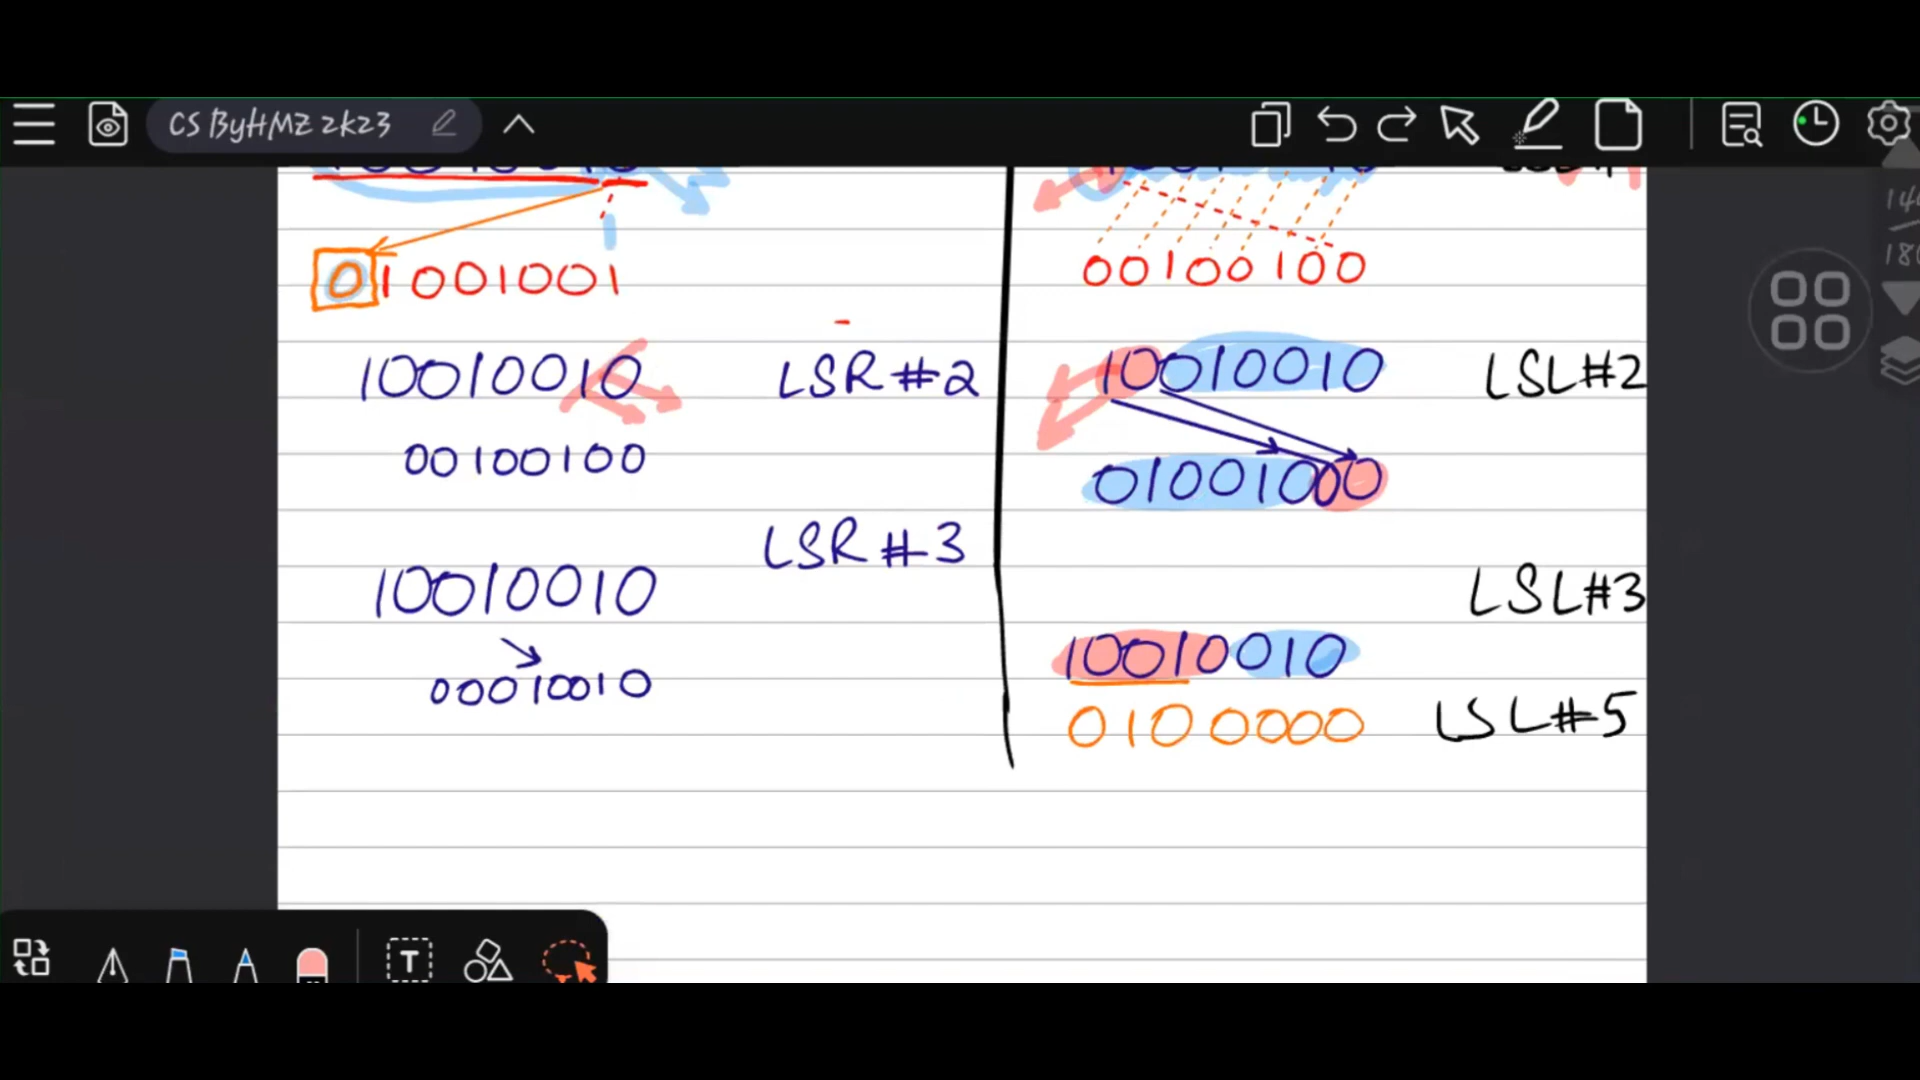 CS ByHMZ 2k23
01001001
10010010 LSR #2
00100100
LSR #3
10010010
00010010
00100100
10010010 LSL#2
01001000
LSL#3
10010010
0100000 LSL#5
T